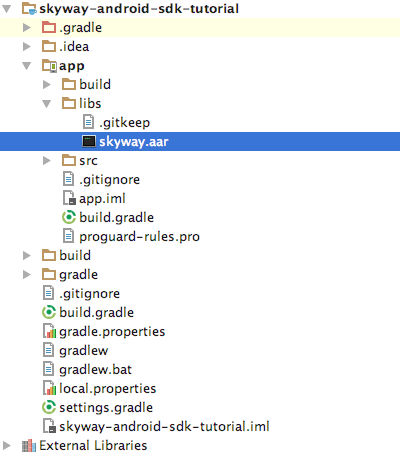 skyway-android-sdk-tutorial
.gradle
.idea
app
build
libs
.gitkeep
skyway.aar
src
.gitignore
app.iml
build.gradle
proguard-rules.pro
build
gradle
.gitignore
build.gradle
gradle.properties
gradlew
gradlew.bat
local.properties
settings.gradle
skyway-android-sdk-tutorial.iml
External Libraries